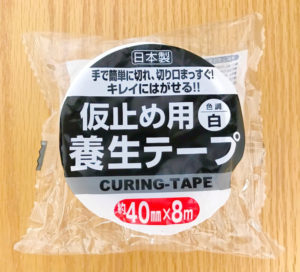 日本製
手で簡単に切れ、切り口まっすぐ!
キレイにはがせる!!
仮止め用
色調
白
養生テープ
CURING-TAPE
約40mm×8m